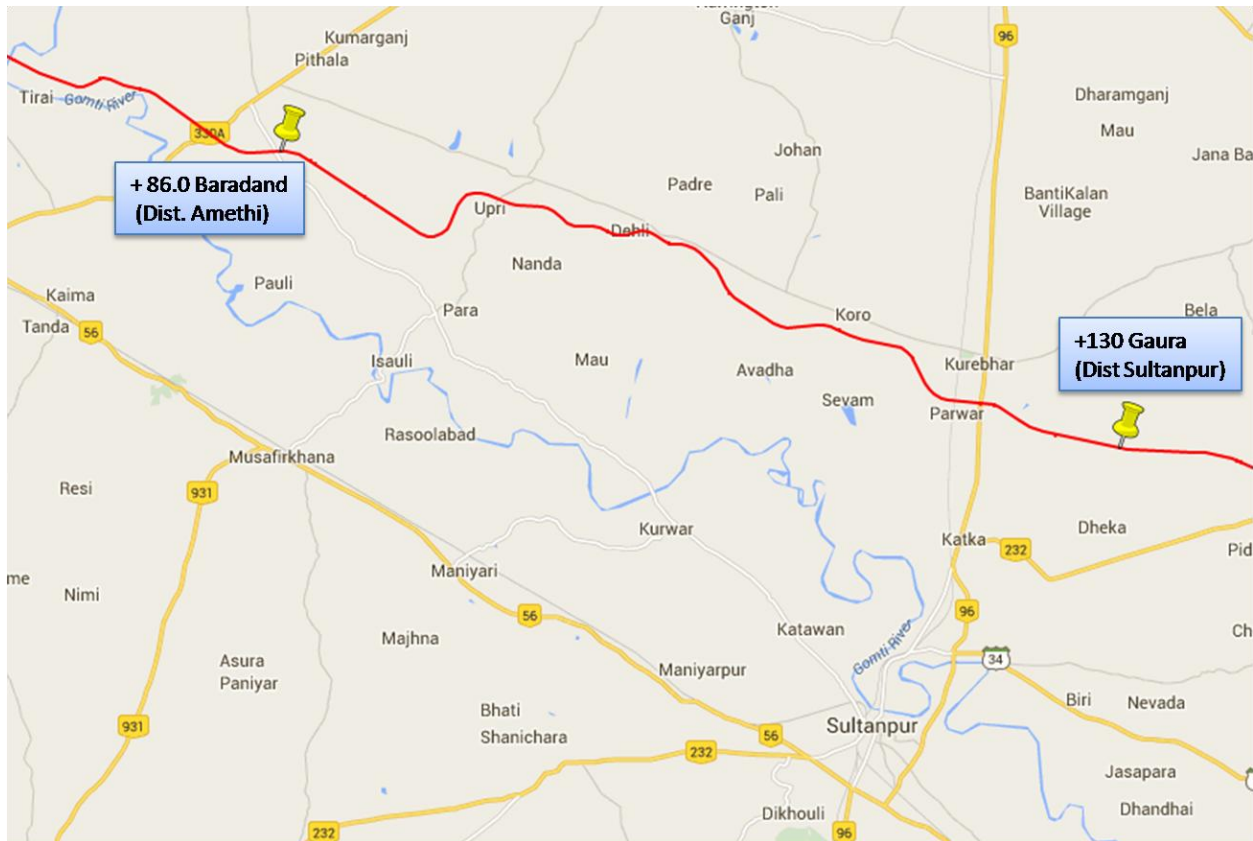 Ganj
96
Kumarganj
Pithala
Tirai
Gomti River
Dharamganj
Mau
330A
Johan
Jana Ba
+ 86.0 Baradand
(Dist. Amethi)
Padre
Pali
BantiKalan
Village
Upri
Dehli
Nanda
Pauli
Kaima
Para
Koro
Bela
Tanda
56
+130 Gaura
(Dist Sultanpur)
Isauli
Mau
Avadha
Kurebhar
Sevam
Parwar
Rasoolabad
Musafirkhana
Resi
931
Kurwar
Dheka
Katka
232
Pid
Maniyari
me
Nimi
56
96
Katawan
Majhna
Ch
Gomti River
Asura
Paniyar
Maniyarpur
34
Biri
Nevada
Bhati
Shanichara
Sultanpur
931
56
232
Jasapara
Dikhouli
Dhandhai
232
96